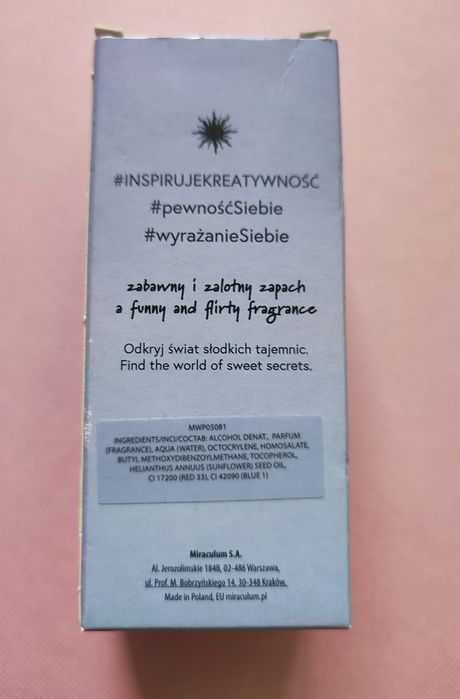 #INSPIRUJEKREATYWNOŚĆ
#pewnośćSiebie
#wyrażanieSiebie
zabawny i zalotny zapach
a funny and flirty fragrance
Odkryj świat słodkich tajemnic.
Find the world of sweet secrets.
MWP05081
INGREDIENTS/INCI/COCTAB: ALCOHOL DENAT., PARFUM
(FRAGRANCE), AQUA (WATER), OCTOCRYLENE, HOMOSALATE,
BUTYL METHOXYDIBENZOYLMETHANE, TOCOPHEROL,
HELIANTHUS ANNUUS (SUNFLOWER) SEED OIL,
CI 17200 (RED 33), CI 42090 (BLUE 1)
Miraculum S.A.
Al. Jerozolimskie 184B, 02-486 Warszawa,
ul. Prof. M. Bobrzyńskiego 14, 30-348 Kraków.
Made in Poland, EU miraculum.pl